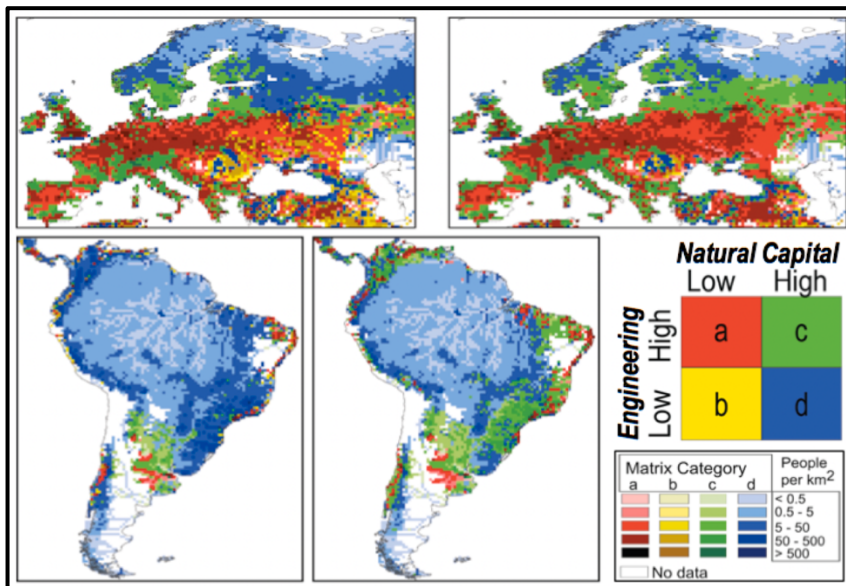 Natural Capital
Low High
Engineering
High
Low
a c
b d
Matrix Category
a b c d
People
per km2
< 0.5
0.5 - 5
5 - 50
50 - 500
> 500
No data